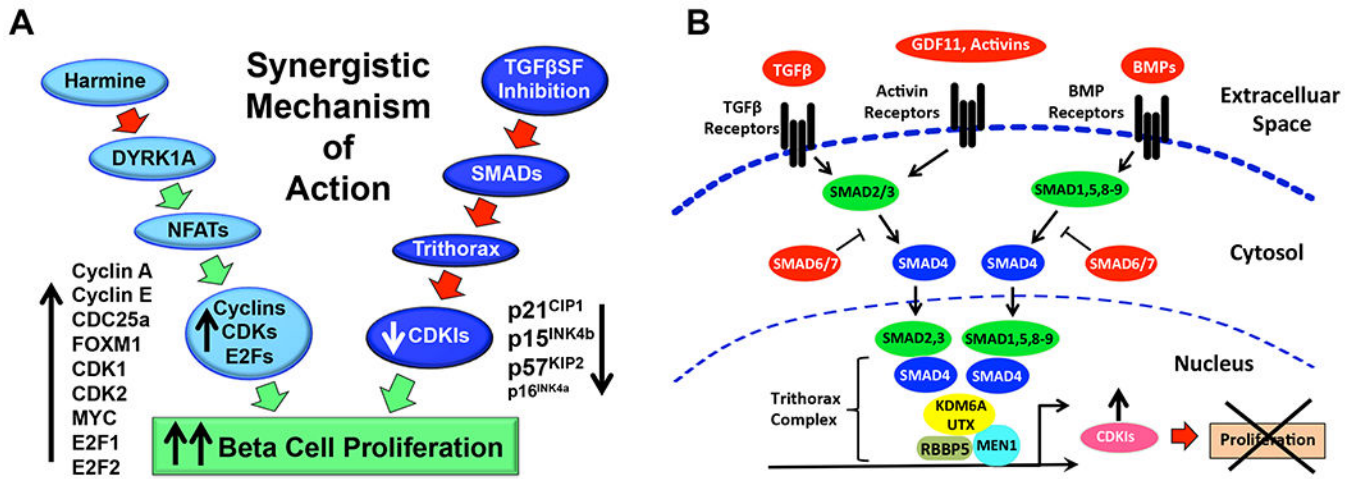 A
Synergistic
Mechanism
of
Action
Harmine
DYRK1A
NFATs
Cyclins
CDKs
E2Fs
Cyclin A
Cyclin E
CDC25a
FOXM1
CDK1
CDK2
MYC
E2F1
E2F2
TGFβSF
Inhibition
SMADs
Trithorax
CDKIs
p21CIP1
p15INK4b
p57KIP2
p16INK4a
Beta Cell Proliferation
B
TGFβ
GDF11, Activins
BMPs
TGFβ
Receptors
Activin
Receptors
BMP
Receptors
Extracelluar
Space
SMAD2/3
SMAD1,5,8-9
SMAD6/7
SMAD4
SMAD4
SMAD6/7
Cytosol
SMAD2,3
SMAD1,5,8-9
Nucleus
SMAD4
SMAD4
Trithorax
Complex
KDM6A
UTX
RBBP5
MEN1
CDKIs
Proliferation